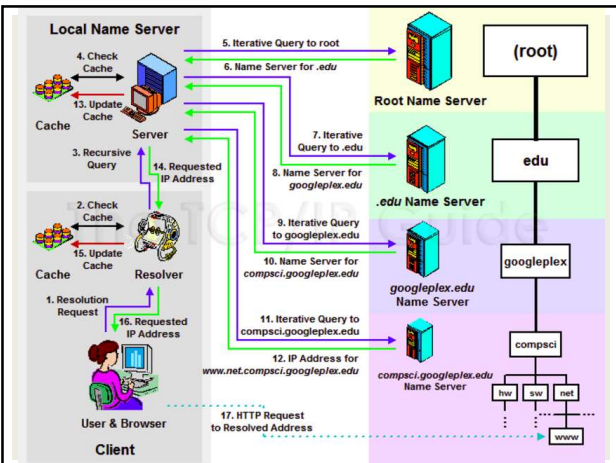 Local Name Server
4. Check
Cache
13. Update
Cache
Cache
Server
3. Recursive
Query
14. Requested
IP Address
2. Check
Cache
15. Update
Cache
Cache
Resolver
1. Resolution
Request
16. Requested
IP Address
User & Browser
Client
5. Iterative Query to root
6. Name Server for .edu
7. Iterative
Query to .edu
8. Name Server for
googleplex.edu
9. Iterative Query
to googleplex.edu
10. Name Server for
compsci.googleplex.edu
11. Iterative Query to
compsci.googleplex.edu
12. IP Address for
www.net.compsci.googleplex.edu
17. HTTP Request
to Resolved Address
Root Name Server
.edu Name Server
googleplex.edu
Name Server
compsci.googleplex.edu
Name Server
(root)
edu
googleplex
compsci
hw
sw
net
www
The TCP/IP Guide